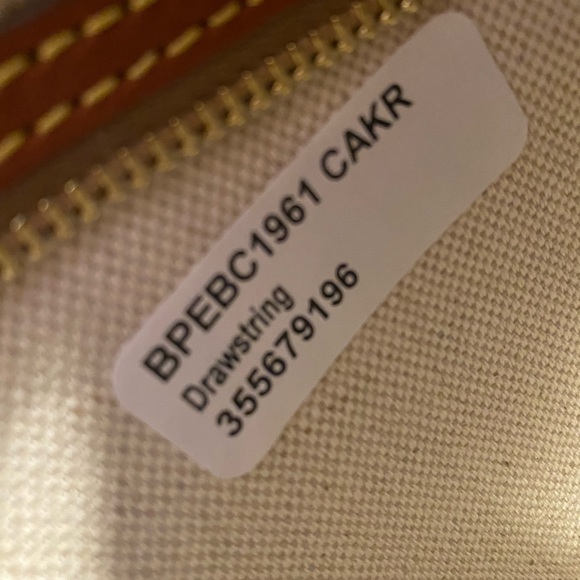 BPEBC1961 CAKR
Drawstring
355679196